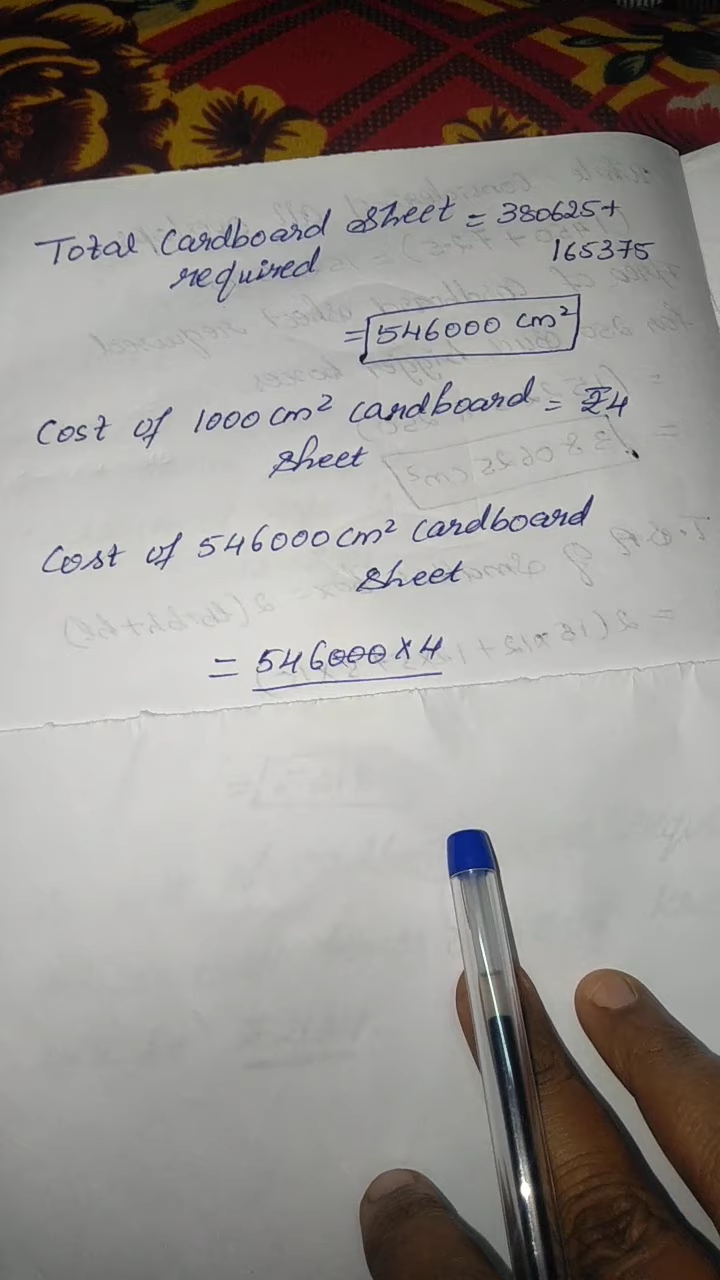 Total cardboard sheet = 380625+
required 165375
= 546000 cm²
Cost of 1000 cm² cardboard = ₹4
sheet
Cost of 546000 cm² cardboard
sheet
= 546000 × 4